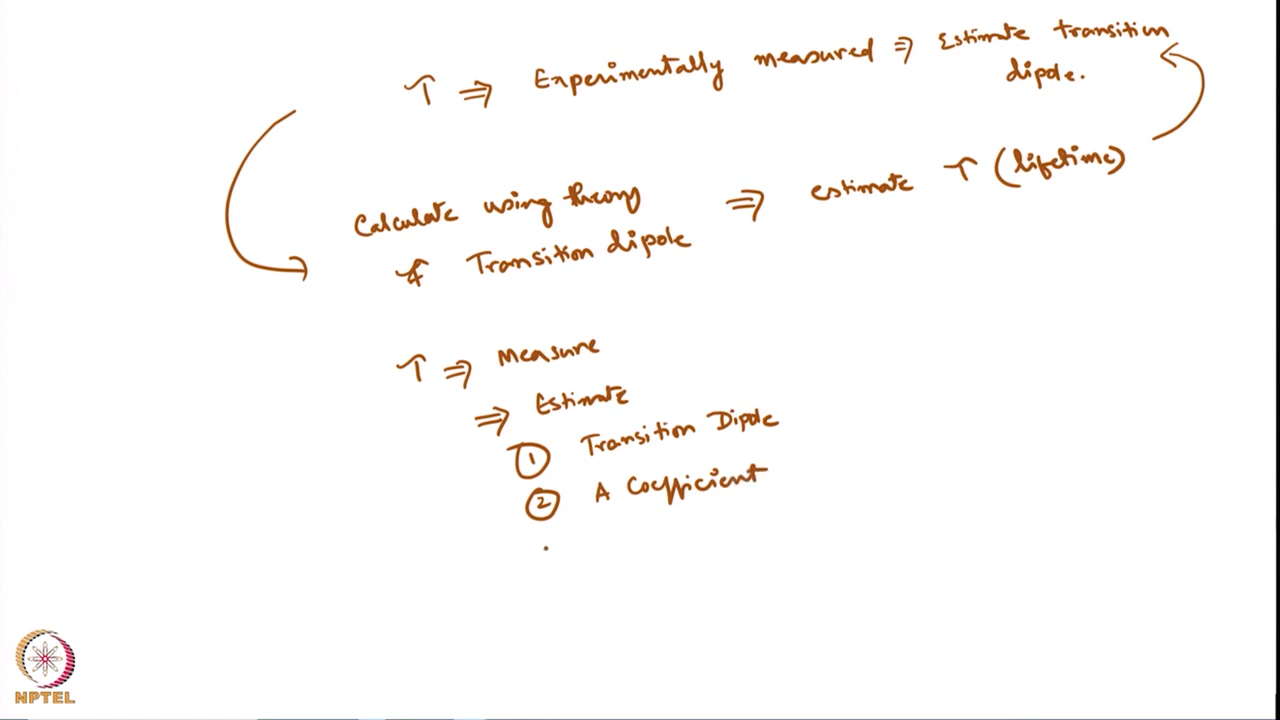 τ ⇒ Experimentally measured ⇒ Estimate transition
dipole.
Calculate using theory ⇒ estimate τ (lifetime)
Transition dipole
τ ⇒ Measure
⇒ Estimate
① Transition Dipole
② A Coefficient
NPTEL